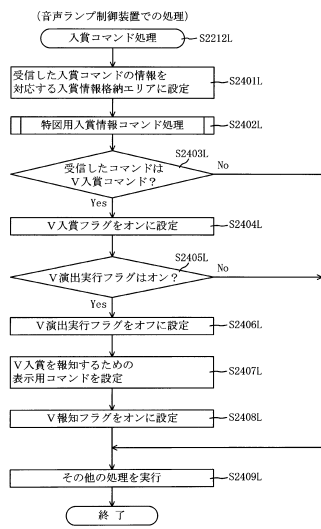 (音声ランプ制御装置での処理)
入賞コマンド処理
S2212L
受信した入賞コマンドの情報を
対応する入賞情報格納エリアに設定
S2401L
特図用入賞情報コマンド処理
S2402L
S2403L
受信したコマンドは
V入賞コマンド?
No
Yes
V入賞フラグをオンに設定
S2404L
S2405L
V演出実行フラグはオン?
No
Yes
V演出実行フラグをオフに設定
S2406L
V入賞を報知するための
表示用コマンドを設定
S2407L
V報知フラグをオンに設定
S2408L
その他の処理を実行
S2409L
終了